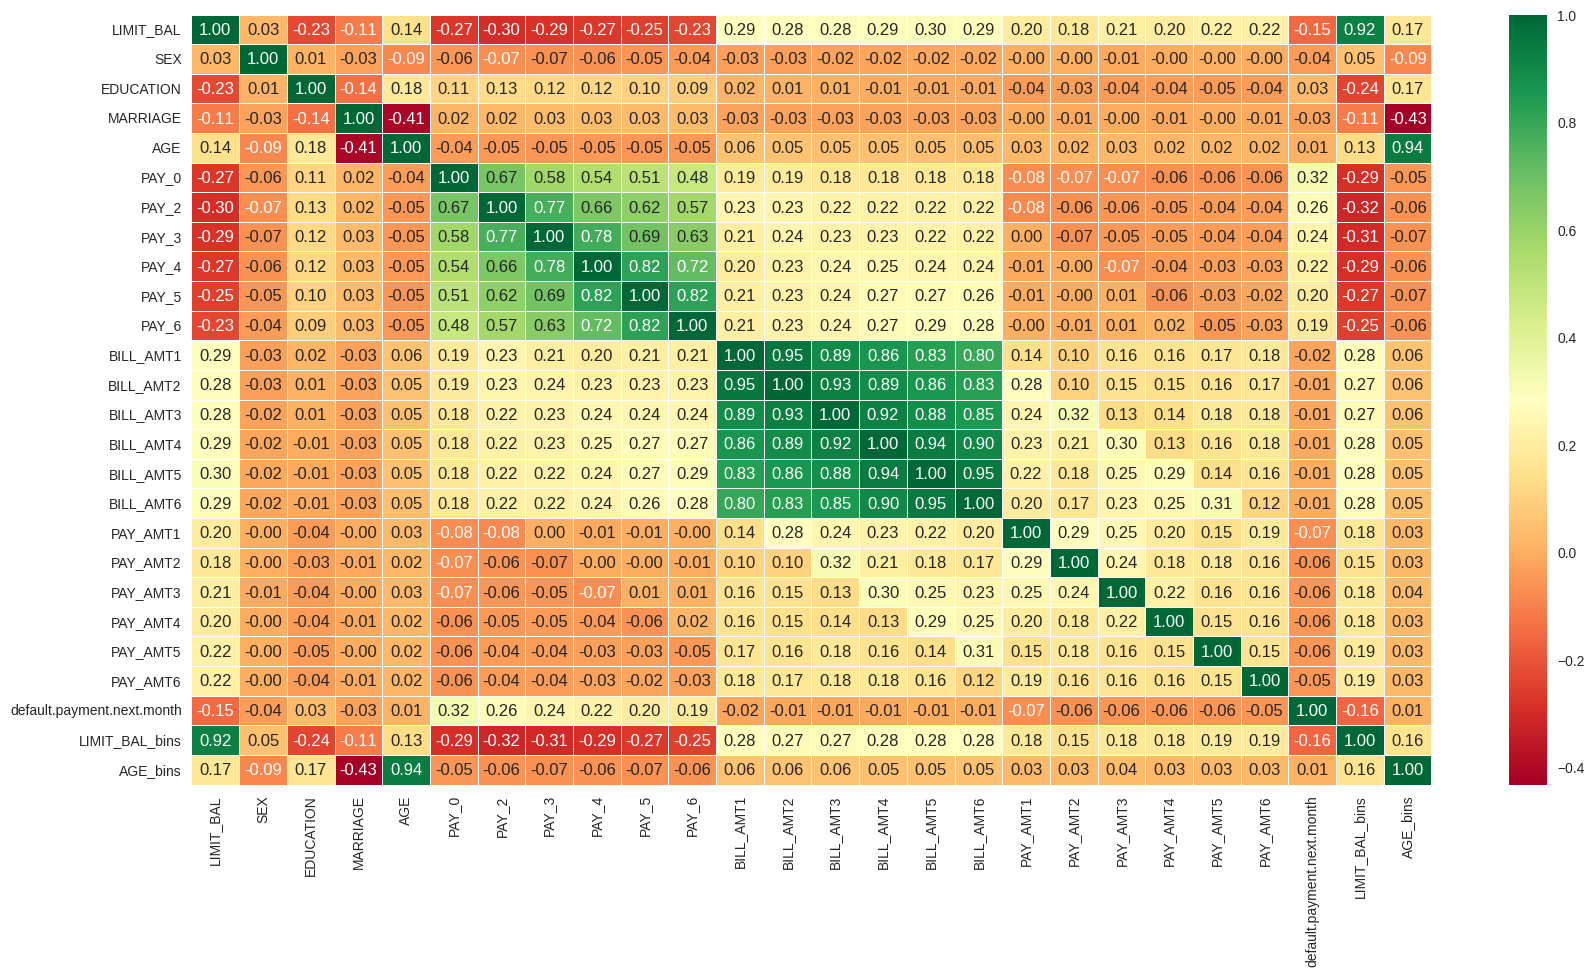 LIMIT_BAL 1.00 0.03 -0.23 -0.11 0.14 -0.27 -0.30 -0.29 -0.27 -0.25 -0.23 0.29 0.28 0.28 0.29 0.30 0.29 0.20 0.18 0.21 0.20 0.22 0.22 -0.15 0.92 0.17
SEX 0.03 1.00 0.01 -0.03 -0.09 -0.06 -0.07 -0.07 -0.06 -0.05 -0.04 -0.03 -0.03 -0.02 -0.02 -0.02 -0.02 -0.00 -0.00 -0.01 -0.00 -0.00 -0.00 -0.04 0.05 -0.09
EDUCATION -0.23 0.01 1.00 -0.14 0.18 0.11 0.13 0.12 0.12 0.10 0.09 0.02 0.01 0.01 -0.01 -0.01 -0.01 -0.04 -0.03 -0.04 -0.04 -0.05 -0.04 0.03 -0.24 0.17
MARRIAGE -0.11 -0.03 -0.14 1.00 -0.41 0.02 0.02 0.03 0.03 0.03 0.03 -0.03 -0.03 -0.03 -0.03 -0.03 -0.03 -0.00 -0.01 -0.00 -0.01 -0.00 -0.01 -0.03 -0.11 -0.43
AGE 0.14 -0.09 0.18 -0.41 1.00 -0.04 -0.05 -0.05 -0.05 -0.05 -0.05 0.06 0.05 0.05 0.05 0.05 0.05 0.03 0.02 0.03 0.02 0.02 0.02 0.01 0.13 0.94
PAY_0 -0.27 -0.06 0.11 0.02 -0.04 1.00 0.67 0.58 0.54 0.51 0.48 0.19 0.19 0.18 0.18 0.18 0.18 -0.08 -0.07 -0.07 -0.06 -0.06 -0.06 0.32 -0.29 -0.05
PAY_2 -0.30 -0.07 0.13 0.02 -0.05 0.67 1.00 0.77 0.66 0.62 0.57 0.23 0.23 0.22 0.22 0.22 0.22 -0.08 -0.06 -0.06 -0.05 -0.04 -0.04 0.26 -0.32 -0.06
PAY_3 -0.29 -0.07 0.12 0.03 -0.05 0.58 0.77 1.00 0.78 0.69 0.63 0.21 0.24 0.23 0.23 0.22 0.22 0.00 -0.07 -0.05 -0.05 -0.04 -0.04 0.24 -0.31 -0.07
PAY_4 -0.27 -0.06 0.12 0.03 -0.05 0.54 0.66 0.78 1.00 0.82 0.72 0.20 0.23 0.24 0.25 0.24 0.24 -0.01 -0.00 -0.07 -0.04 -0.03 -0.03 0.22 -0.29 -0.06
PAY_5 -0.25 -0.05 0.10 0.03 -0.05 0.51 0.62 0.69 0.82 1.00 0.82 0.21 0.23 0.24 0.27 0.27 0.26 -0.01 -0.00 0.01 -0.06 -0.03 -0.02 0.20 -0.27 -0.07
PAY_6 -0.23 -0.04 0.09 0.03 -0.05 0.48 0.57 0.63 0.72 0.82 1.00 0.21 0.23 0.24 0.27 0.29 0.28 -0.00 -0.01 0.01 0.02 -0.05 -0.03 0.19 -0.25 -0.06
BILL_AMT1 0.29 -0.03 0.02 -0.03 0.06 0.19 0.23 0.21 0.20 0.21 0.21 1.00 0.95 0.89 0.86 0.83 0.80 0.14 0.10 0.16 0.16 0.17 0.18 -0.02 0.28 0.06
BILL_AMT2 0.28 -0.03 0.01 -0.03 0.05 0.19 0.23 0.24 0.23 0.23 0.23 0.95 1.00 0.93 0.89 0.86 0.83 0.28 0.10 0.15 0.15 0.16 0.17 -0.01 0.27 0.06
BILL_AMT3 0.28 -0.02 0.01 -0.03 0.05 0.18 0.22 0.23 0.24 0.24 0.24 0.89 0.93 1.00 0.92 0.88 0.85 0.24 0.32 0.13 0.14 0.18 0.18 -0.01 0.27 0.06
BILL_AMT4 0.29 -0.02 -0.01 -0.03 0.05 0.18 0.22 0.23 0.25 0.27 0.27 0.86 0.89 0.92 1.00 0.94 0.90 0.23 0.21 0.30 0.13 0.16 0.18 -0.01 0.28 0.05
BILL_AMT5 0.30 -0.02 -0.01 -0.03 0.05 0.18 0.22 0.22 0.24 0.27 0.29 0.83 0.86 0.88 0.94 1.00 0.95 0.22 0.18 0.25 0.29 0.14 0.16 -0.01 0.28 0.05
BILL_AMT6 0.29 -0.02 -0.01 -0.03 0.05 0.18 0.22 0.22 0.24 0.26 0.28 0.80 0.83 0.85 0.90 0.95 1.00 0.20 0.17 0.23 0.25 0.31 0.12 -0.01 0.28 0.05
PAY_AMT1 0.20 -0.00 -0.04 -0.00 0.03 -0.08 -0.08 0.00 -0.01 -0.01 -0.00 0.14 0.28 0.24 0.23 0.22 0.20 1.00 0.29 0.25 0.20 0.15 0.19 -0.07 0.18 0.03
PAY_AMT2 0.18 -0.00 -0.03 -0.01 0.02 -0.07 -0.06 -0.07 -0.00 -0.00 -0.01 0.10 0.10 0.32 0.21 0.18 0.17 0.29 1.00 0.24 0.18 0.18 0.16 -0.06 0.15 0.03
PAY_AMT3 0.21 -0.01 -0.04 -0.00 0.03 -0.07 -0.06 -0.05 -0.07 0.01 0.01 0.16 0.15 0.13 0.30 0.25 0.23 0.25 0.24 1.00 0.22 0.16 0.16 -0.06 0.18 0.04
PAY_AMT4 0.20 -0.00 -0.04 -0.01 0.02 -0.06 -0.05 -0.05 -0.04 -0.06 0.02 0.16 0.15 0.14 0.13 0.29 0.25 0.20 0.18 0.22 1.00 0.15 0.16 -0.06 0.18 0.03
PAY_AMT5 0.22 -0.00 -0.05 -0.00 0.02 -0.06 -0.04 -0.04 -0.03 -0.03 -0.05 0.17 0.16 0.18 0.16 0.14 0.31 0.15 0.18 0.16 0.15 1.00 0.15 -0.06 0.19 0.03
PAY_AMT6 0.22 -0.00 -0.04 -0.01 0.02 -0.06 -0.04 -0.04 -0.03 -0.02 -0.03 0.18 0.17 0.18 0.18 0.16 0.12 0.19 0.16 0.16 0.16 0.15 1.00 -0.05 0.19 0.03
default.payment.next.month -0.15 -0.04 0.03 -0.03 0.01 0.32 0.26 0.24 0.22 0.20 0.19 -0.02 -0.01 -0.01 -0.01 -0.01 -0.01 -0.07 -0.06 -0.06 -0.06 -0.06 -0.05 1.00 -0.16 0.01
LIMIT_BAL_bins 0.92 0.05 -0.24 -0.11 0.13 -0.29 -0.32 -0.31 -0.29 -0.27 -0.25 0.28 0.27 0.27 0.28 0.28 0.28 0.18 0.15 0.18 0.18 0.19 0.19 -0.16 1.00 0.16
AGE_bins 0.17 -0.09 0.17 -0.43 0.94 -0.05 -0.06 -0.07 -0.06 -0.07 -0.06 0.06 0.06 0.06 0.05 0.05 0.05 0.03 0.03 0.04 0.03 0.03 0.03 0.01 0.16 1.00
LIMIT_BAL
SEX
EDUCATION
MARRIAGE
AGE
PAY_0
PAY_2
PAY_3
PAY_4
PAY_5
PAY_6
BILL_AMT1
BILL_AMT2
BILL_AMT3
BILL_AMT4
BILL_AMT5
BILL_AMT6
PAY_AMT1
PAY_AMT2
PAY_AMT3
PAY_AMT4
PAY_AMT5
PAY_AMT6
default.payment.next.month
LIMIT_BAL_bins
AGE_bins
1.0
0.8
0.6
0.4
0.2
0.0
−0.2
−0.4